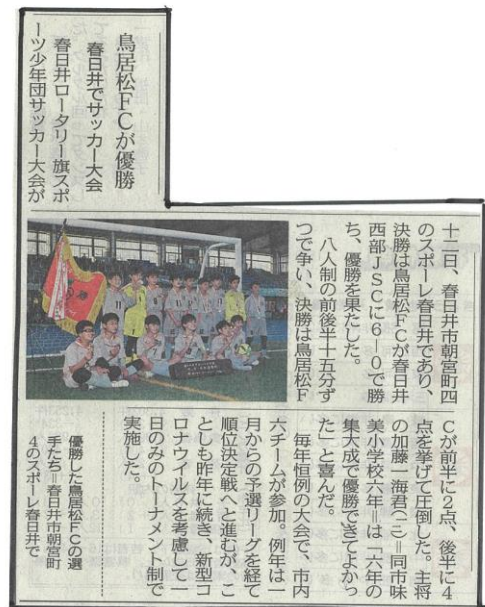 鳥居松FCが優勝
春日井でサッカー大会
春日井ロータリー旗スポ
ーツ少年団サッカー大会が
十二日、春日井市朝宮町四
のスポーレ春日井であり、
決勝は鳥居松FCが春日井
西部JSCに6―0で勝
ち、優勝を果たした。
八人制の前後半十五分ず
つで争い、決勝は鳥居松F
Cが前半に2点、後半に4
点を挙げて圧倒した。主将
の加藤一海君(一二)＝同市味
美小学校六年＝は「六年の
集大成で優勝できてよかっ
た」と喜んだ。
毎年恒例の大会で、市内
六チームが参加。例年は一
月からの予選リーグを経て
順位決定戦へと進むが、こ
としも昨年に続き、新型コ
ロナウイルスを考慮して一
日のみのトーナメント制で
実施した。
優勝した鳥居松FCの選
手たち＝春日井市朝宮町
4のスポーレ春日井で